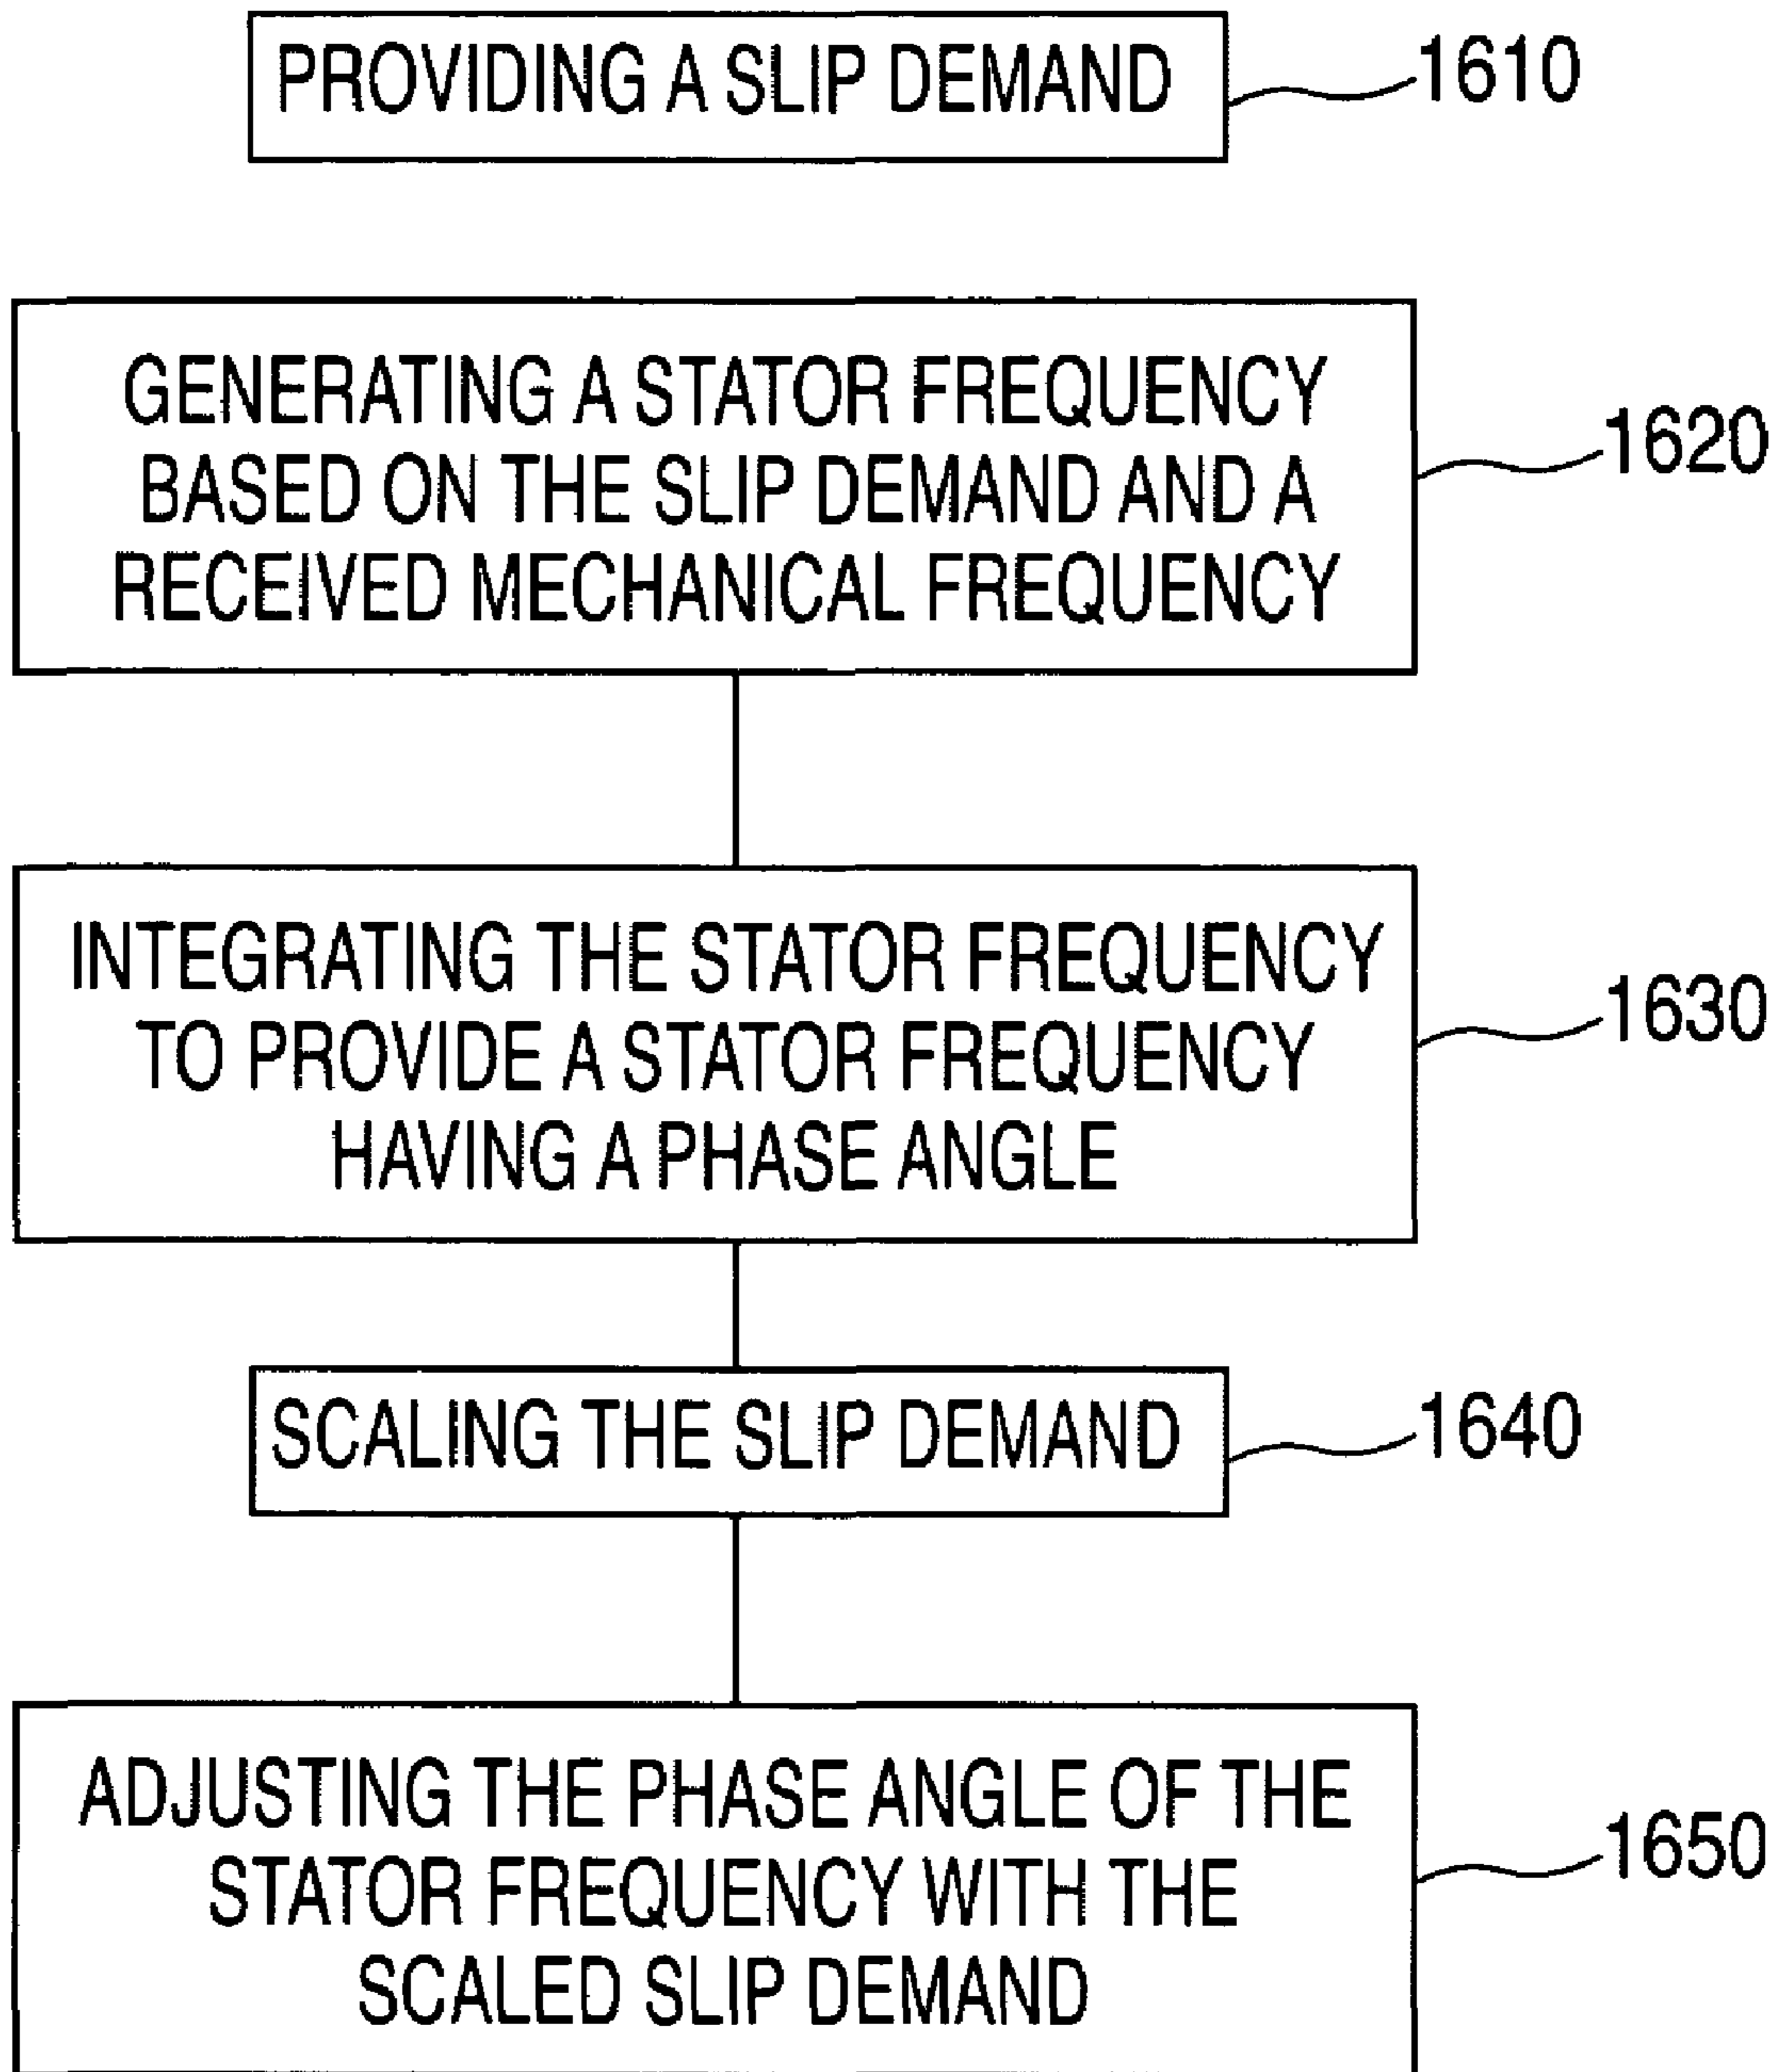 PROVIDING A SLIP DEMAND
1610
GENERATING A STATOR FREQUENCY
BASED ON THE SLIP DEMAND AND A
RECEIVED MECHANICAL FREQUENCY
1620
INTEGRATING THE STATOR FREQUENCY
TO PROVIDE A STATOR FREQUENCY
HAVING A PHASE ANGLE
1630
SCALING THE SLIP DEMAND
1640
ADJUSTING THE PHASE ANGLE OF THE
STATOR FREQUENCY WITH THE
SCALED SLIP DEMAND
1650